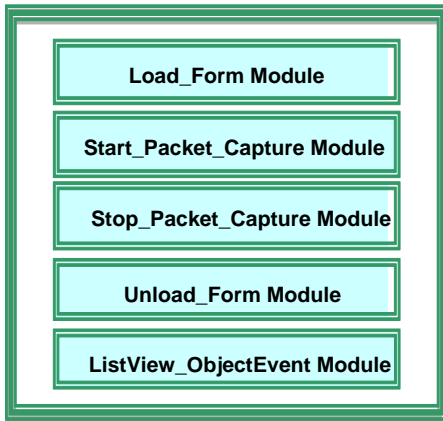 Load_Form Module
Start_Packet_Capture Module
Stop_Packet_Capture Module
Unload_Form Module
ListView_ObjectEvent Module